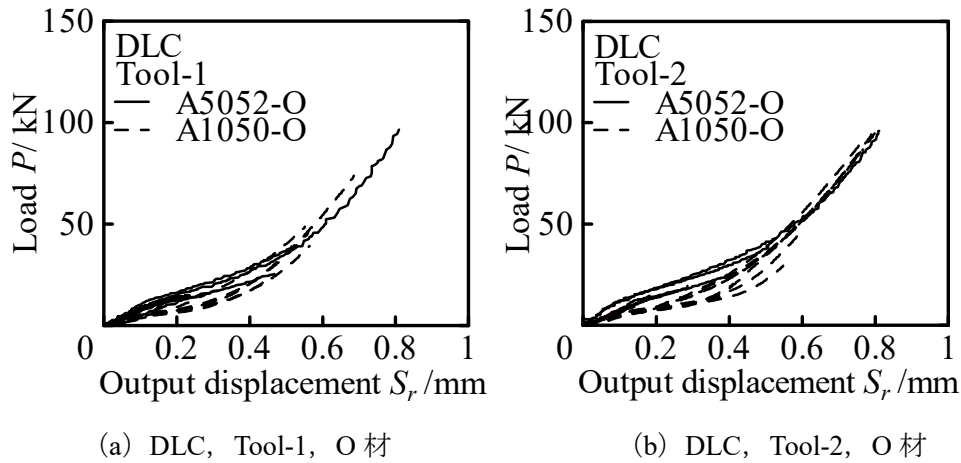 150
DLC
Tool-1
A5052-O
A1050-O
100
50
0
0.2
0.4
0.6
0.8
1
Load P/ kN
Output displacement Sᵣ /mm
(a) DLC, Tool-1, O 材
150
DLC
Tool-2
A5052-O
A1050-O
100
50
0
0.2
0.4
0.6
0.8
1
Load P/ kN
Output displacement Sᵣ /mm
(b) DLC, Tool-2, O 材